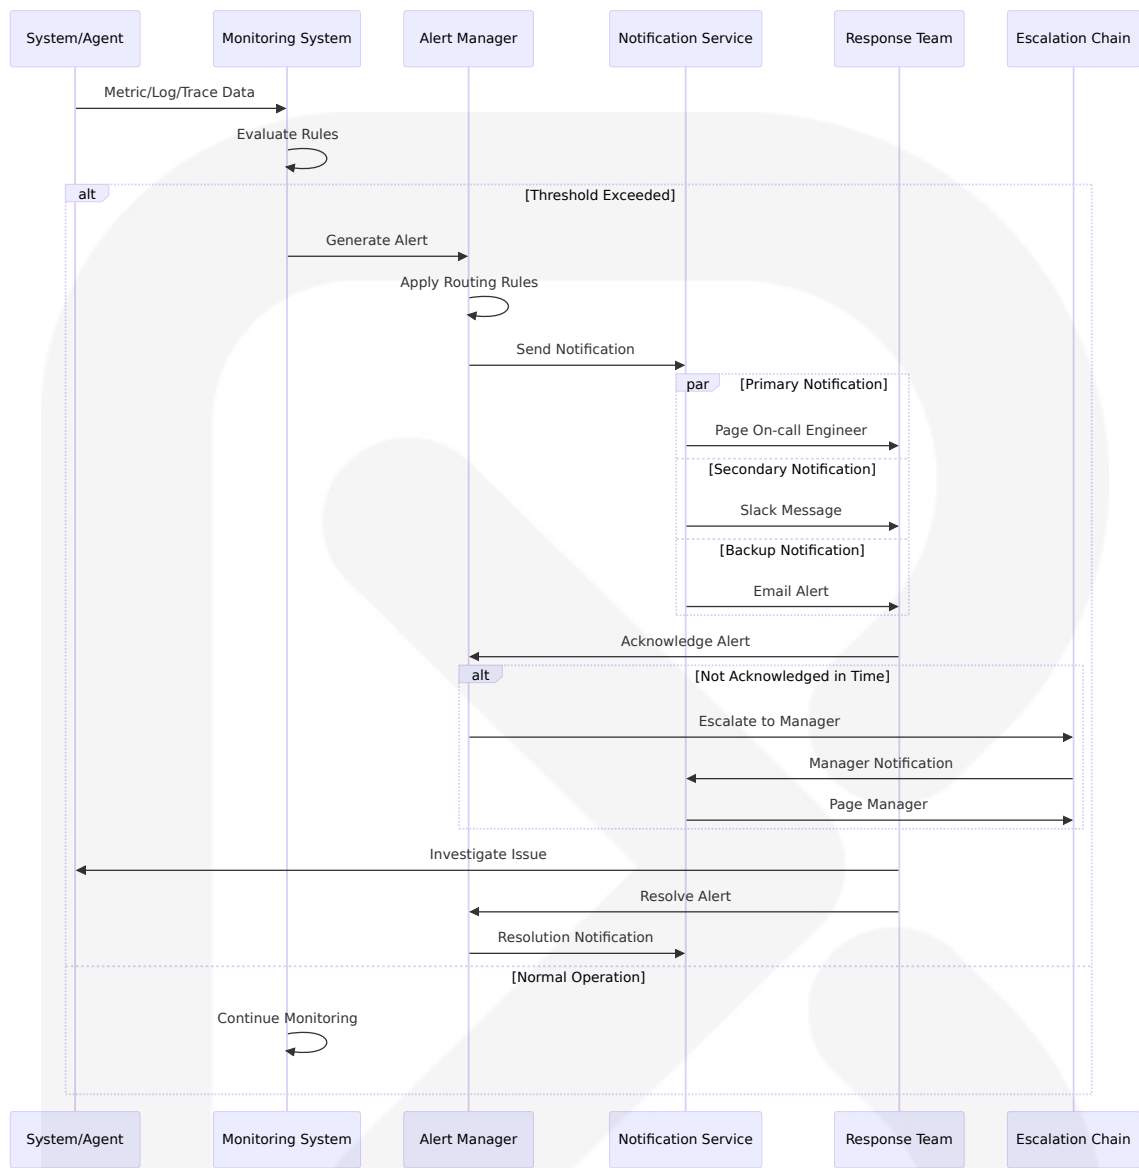 System/Agent
Monitoring System
Alert Manager
Notification Service
Response Team
Escalation Chain
Metric/Log/Trace Data
Evaluate Rules
alt
[Threshold Exceeded]
Generate Alert
Apply Routing Rules
Send Notification
par
[Primary Notification]
Page On-call Engineer
[Secondary Notification]
Slack Message
[Backup Notification]
Email Alert
Acknowledge Alert
alt
[Not Acknowledged in Time]
Escalate to Manager
Manager Notification
Page Manager
Investigate Issue
Resolve Alert
Resolution Notification
[Normal Operation]
Continue Monitoring
System/Agent
Monitoring System
Alert Manager
Notification Service
Response Team
Escalation Chain